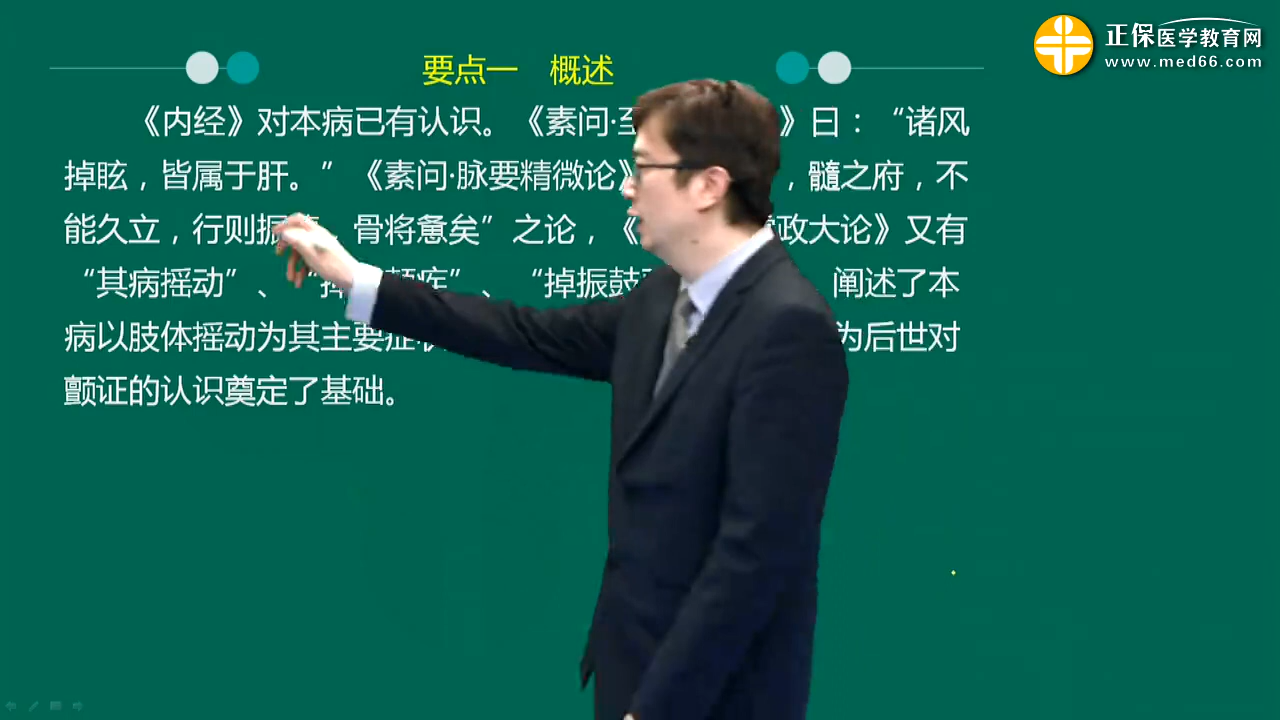 正保医学教育网
www.med66.com
要点一 概述
《内经》对本病已有认识。《素问·至 》曰：“诸风
掉眩，皆属于肝。”《素问·脉要精微论》 ，髓之府，不
能久立，行则振 ，骨将惫矣”之论，《 政大论》又有
“其病摇动”、“掉 疾”、“掉振鼓 阐述了本
病以肢体摇动为其主要症 为后世对
颤证的认识奠定了基础。